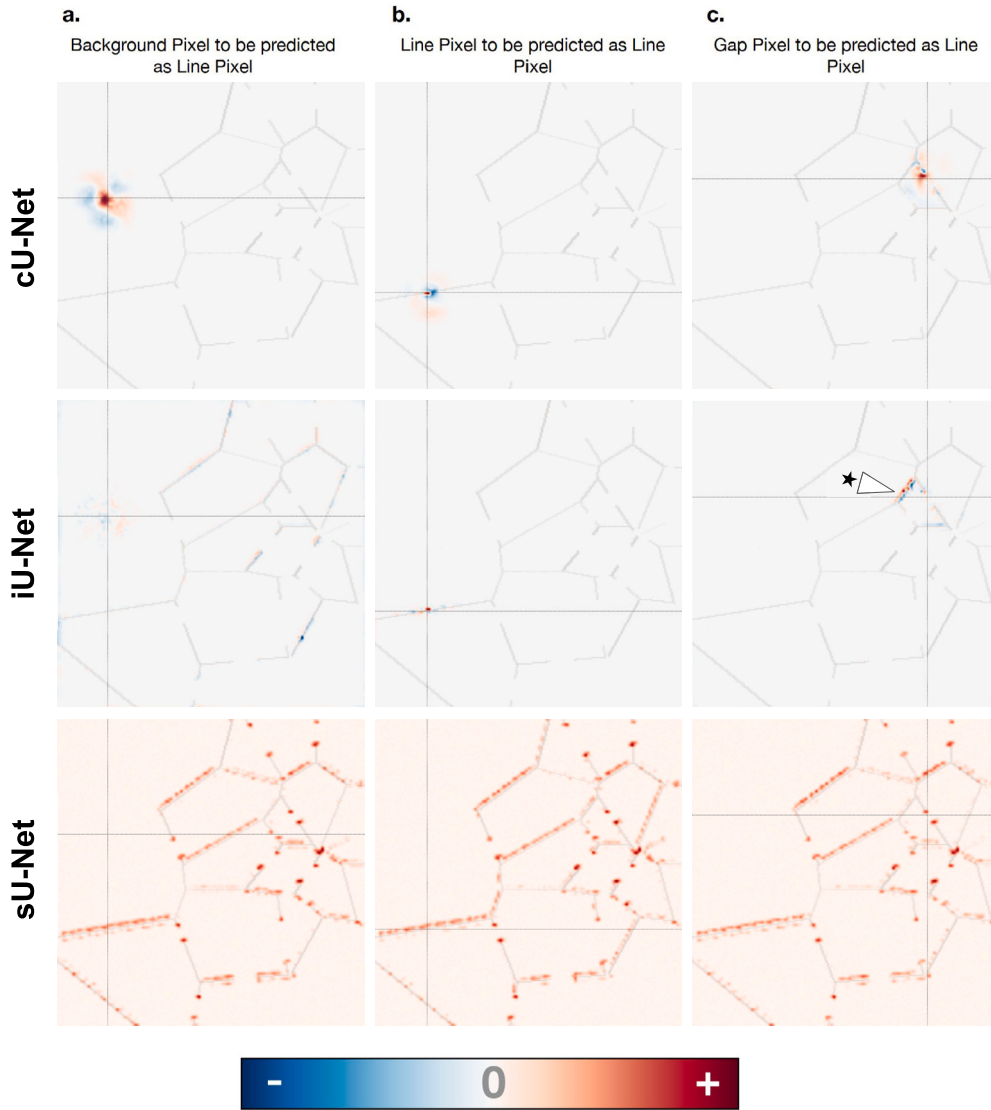 a.
b.
c.
Background Pixel to be predicted
as Line Pixel
Line Pixel to be predicted as Line
Pixel
Gap Pixel to be predicted as Line
Pixel
cU-Net
iU-Net
sU-Net
- 0 +